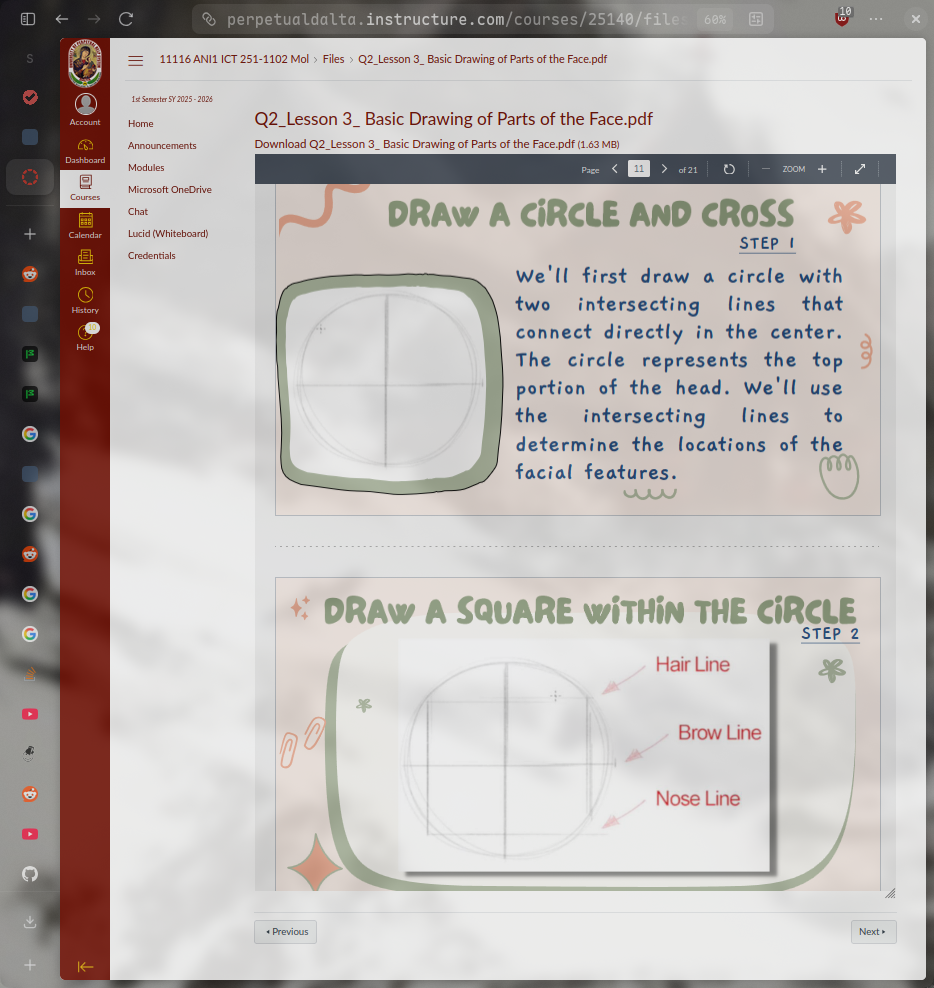 perpetualdalta.instructure.com/courses/25140/files
60%
10
S
11116 ANI1 ICT 251-1102 Mol › Files › Q2_Lesson 3_ Basic Drawing of Parts of the Face.pdf
Account
Dashboard
Courses
Calendar
Inbox
History
10
Help
1st Semester SY 2025 - 2026
Home
Announcements
Modules
Microsoft OneDrive
Chat
Lucid (Whiteboard)
Credentials
Q2_Lesson 3_ Basic Drawing of Parts of the Face.pdf
Download Q2_Lesson 3_ Basic Drawing of Parts of the Face.pdf (1.63 MB)
Page 11 of 21 ZOOM
DRAW A CiRCLE AND CROSS
STEP 1
We'll first draw a circle with
two intersecting lines that
connect directly in the center.
The circle represents the top
portion of the head. We'll use
the intersecting lines to
determine the locations of the
facial features.
DRAW A SQUARE WiTHiN THE CiRCLE
STEP 2
Hair Line
Brow Line
Nose Line
Previous
Next